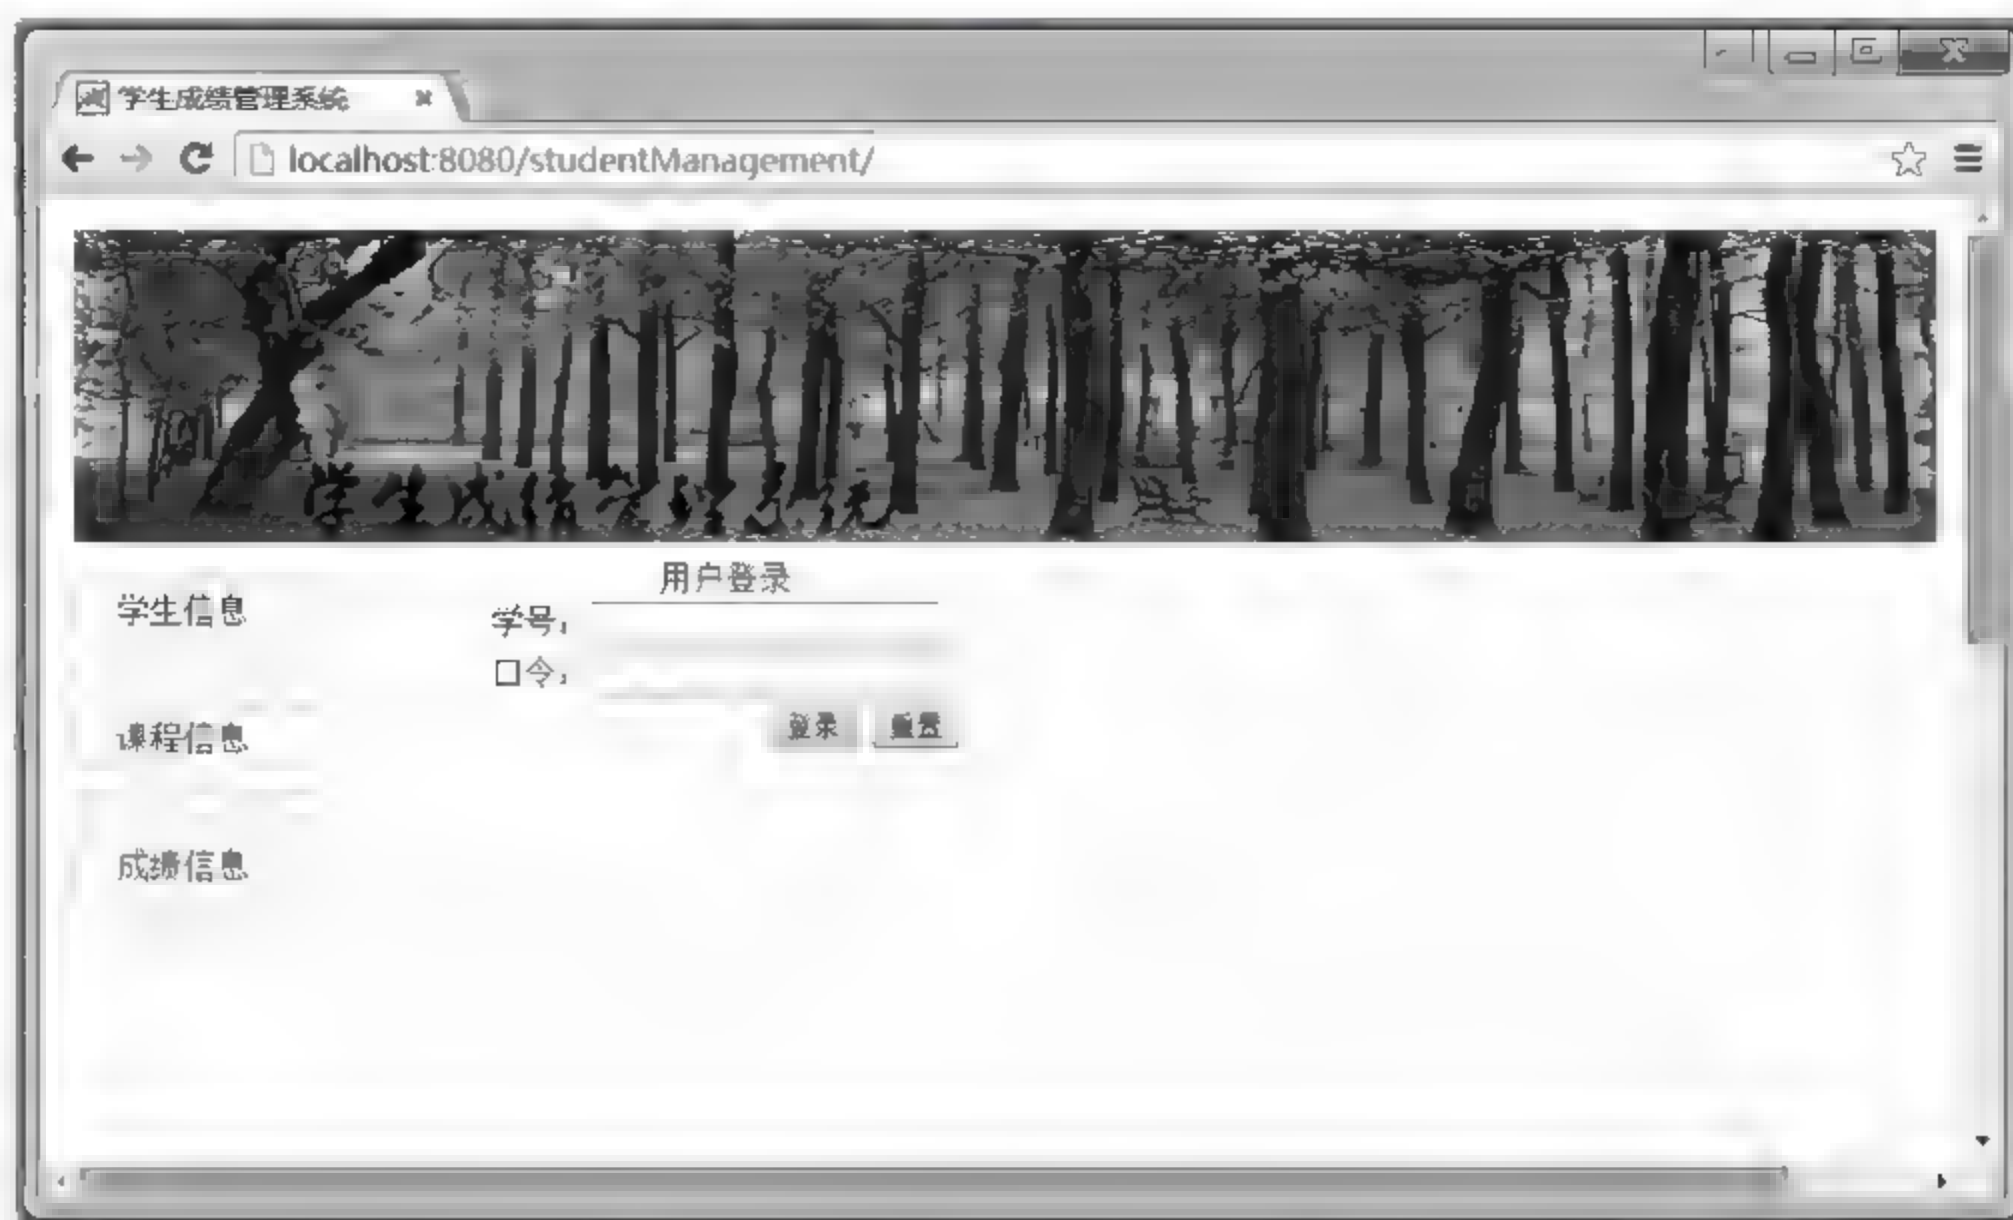 学生成绩管理系统
localhost:8080/studentManagement/
学生成绩管理系统
用户登录
学生信息
学号：
口令：
登录 重置
课程信息
成绩信息